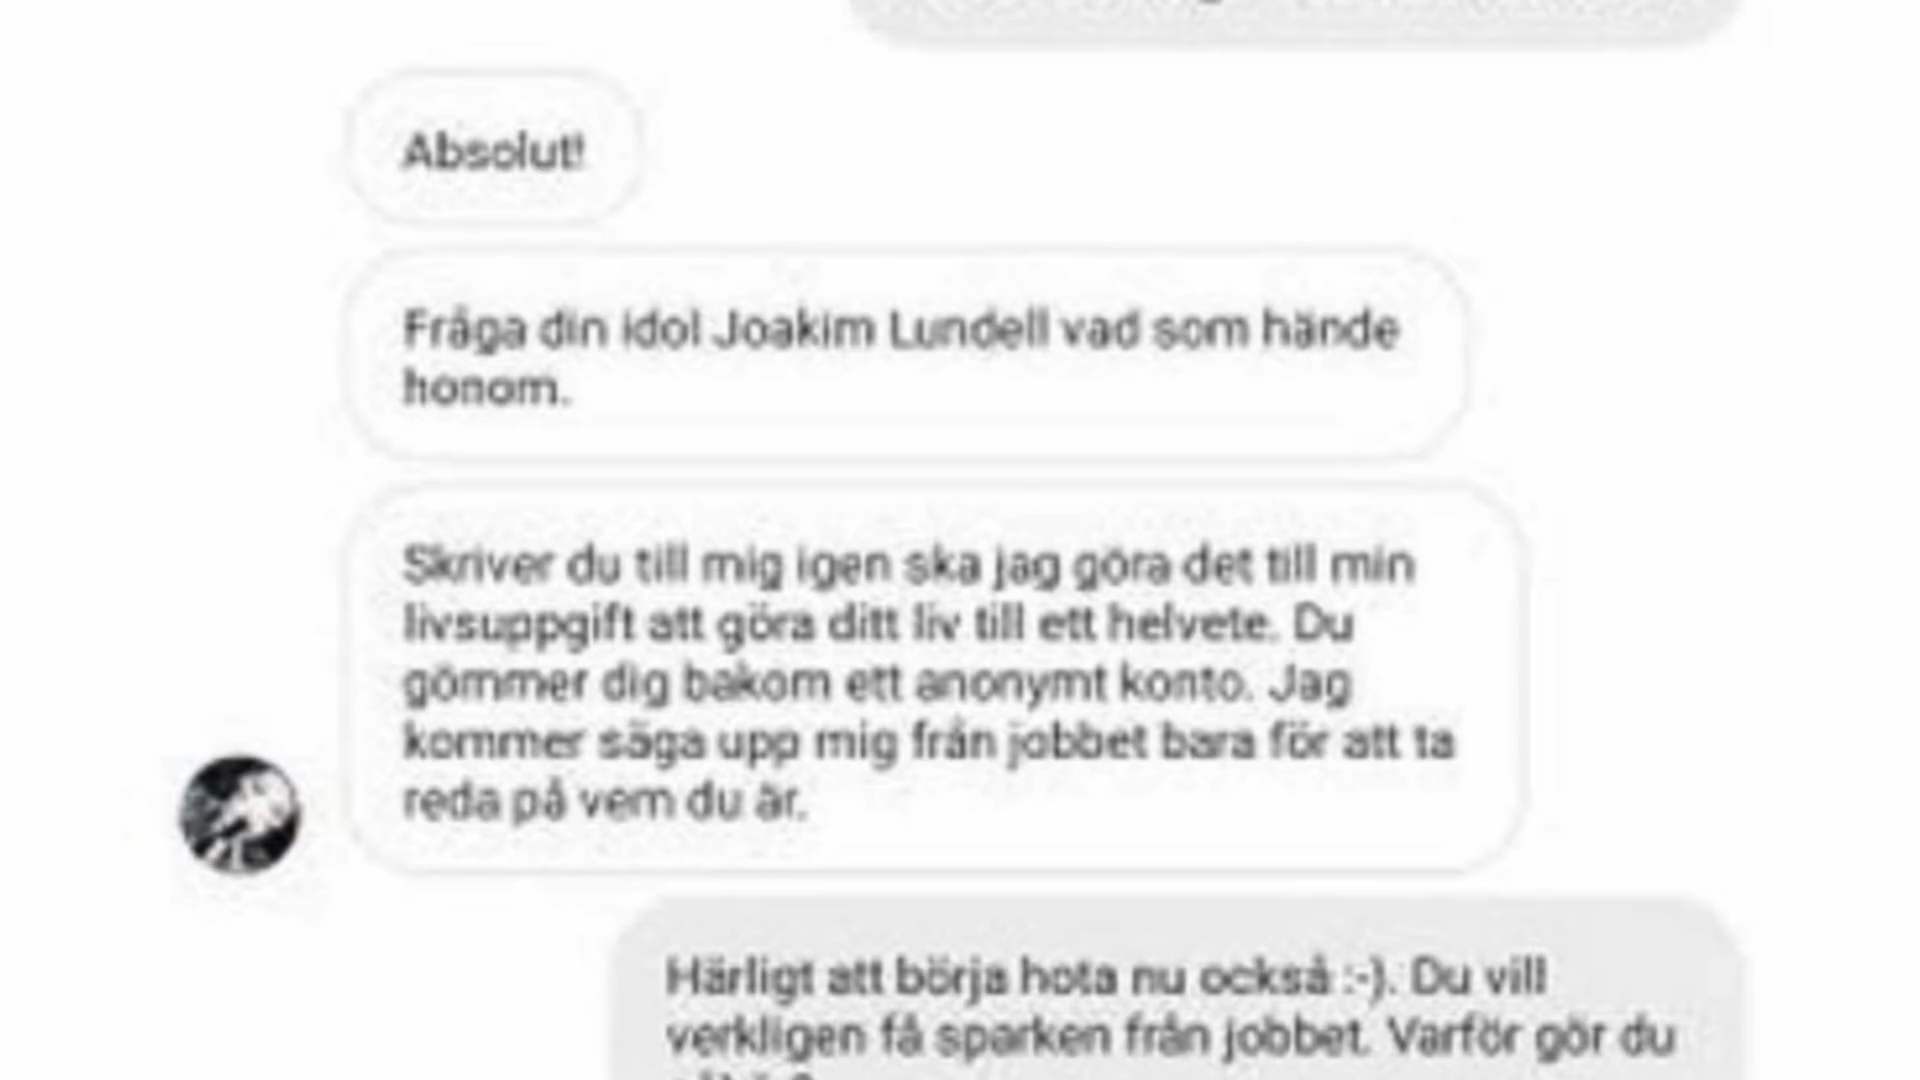 Absolut!
Fråga din idol Joakim Lundell vad som hände
honom.
Skriver du till mig igen ska jag göra det till min
livsuppgift att göra ditt liv till ett helvete. Du
gömmer dig bakom ett anonymt konto. Jag
kommer säga upp mig från jobbet bara för att ta
reda på vem du är.
Härligt att börja hota nu också :-). Du vill
verkligen få sparken från jobbet. Varför gör du